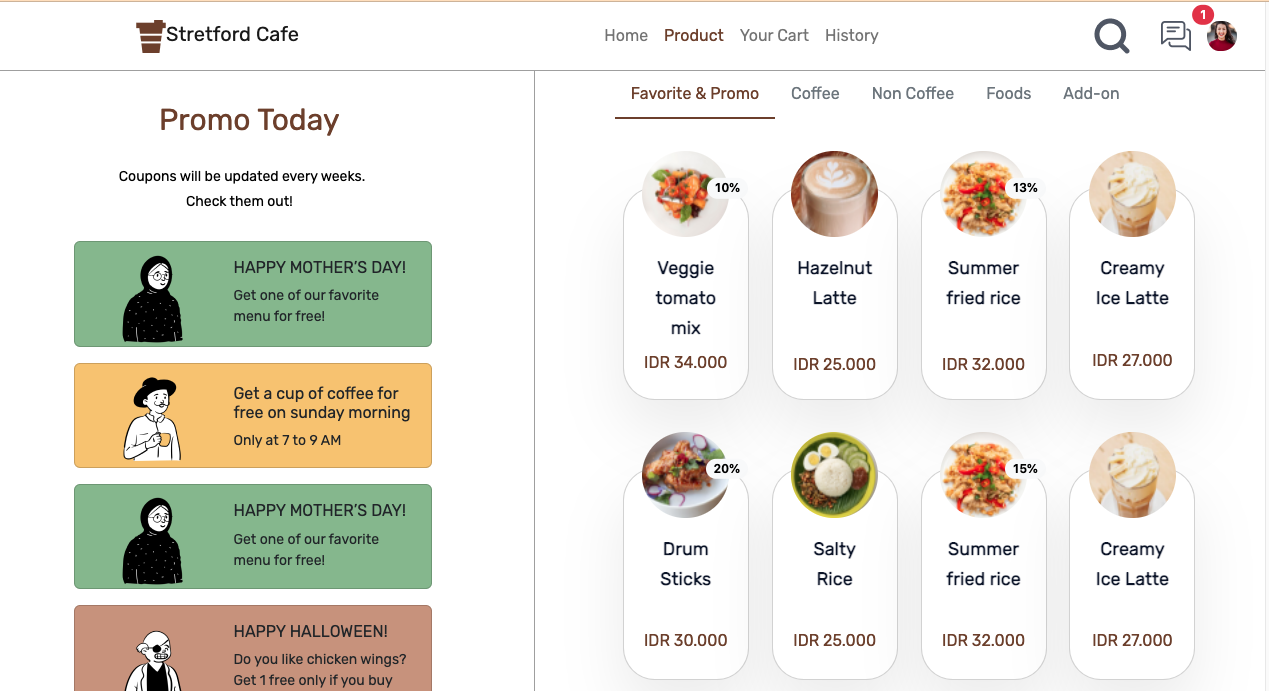 Stretford Cafe
Home
Product
Your Cart
History
1
Promo Today
Coupons will be updated every weeks.
Check them out!
HAPPY MOTHER'S DAY!
Get one of our favorite
menu for free!
Get a cup of coffee for
free on sunday morning
Only at 7 to 9 AM
HAPPY MOTHER'S DAY!
Get one of our favorite
menu for free!
HAPPY HALLOWEEN!
Do you like chicken wings?
Get 1 free only if you buy
Favorite & Promo
Coffee
Non Coffee
Foods
Add-on
10%
Veggie
tomato
mix
IDR 34.000
Hazelnut
Latte
IDR 25.000
13%
Summer
fried rice
IDR 32.000
Creamy
Ice Latte
IDR 27.000
20%
Drum
Sticks
IDR 30.000
Salty
Rice
IDR 25.000
15%
Summer
fried rice
IDR 32.000
Creamy
Ice Latte
IDR 27.000